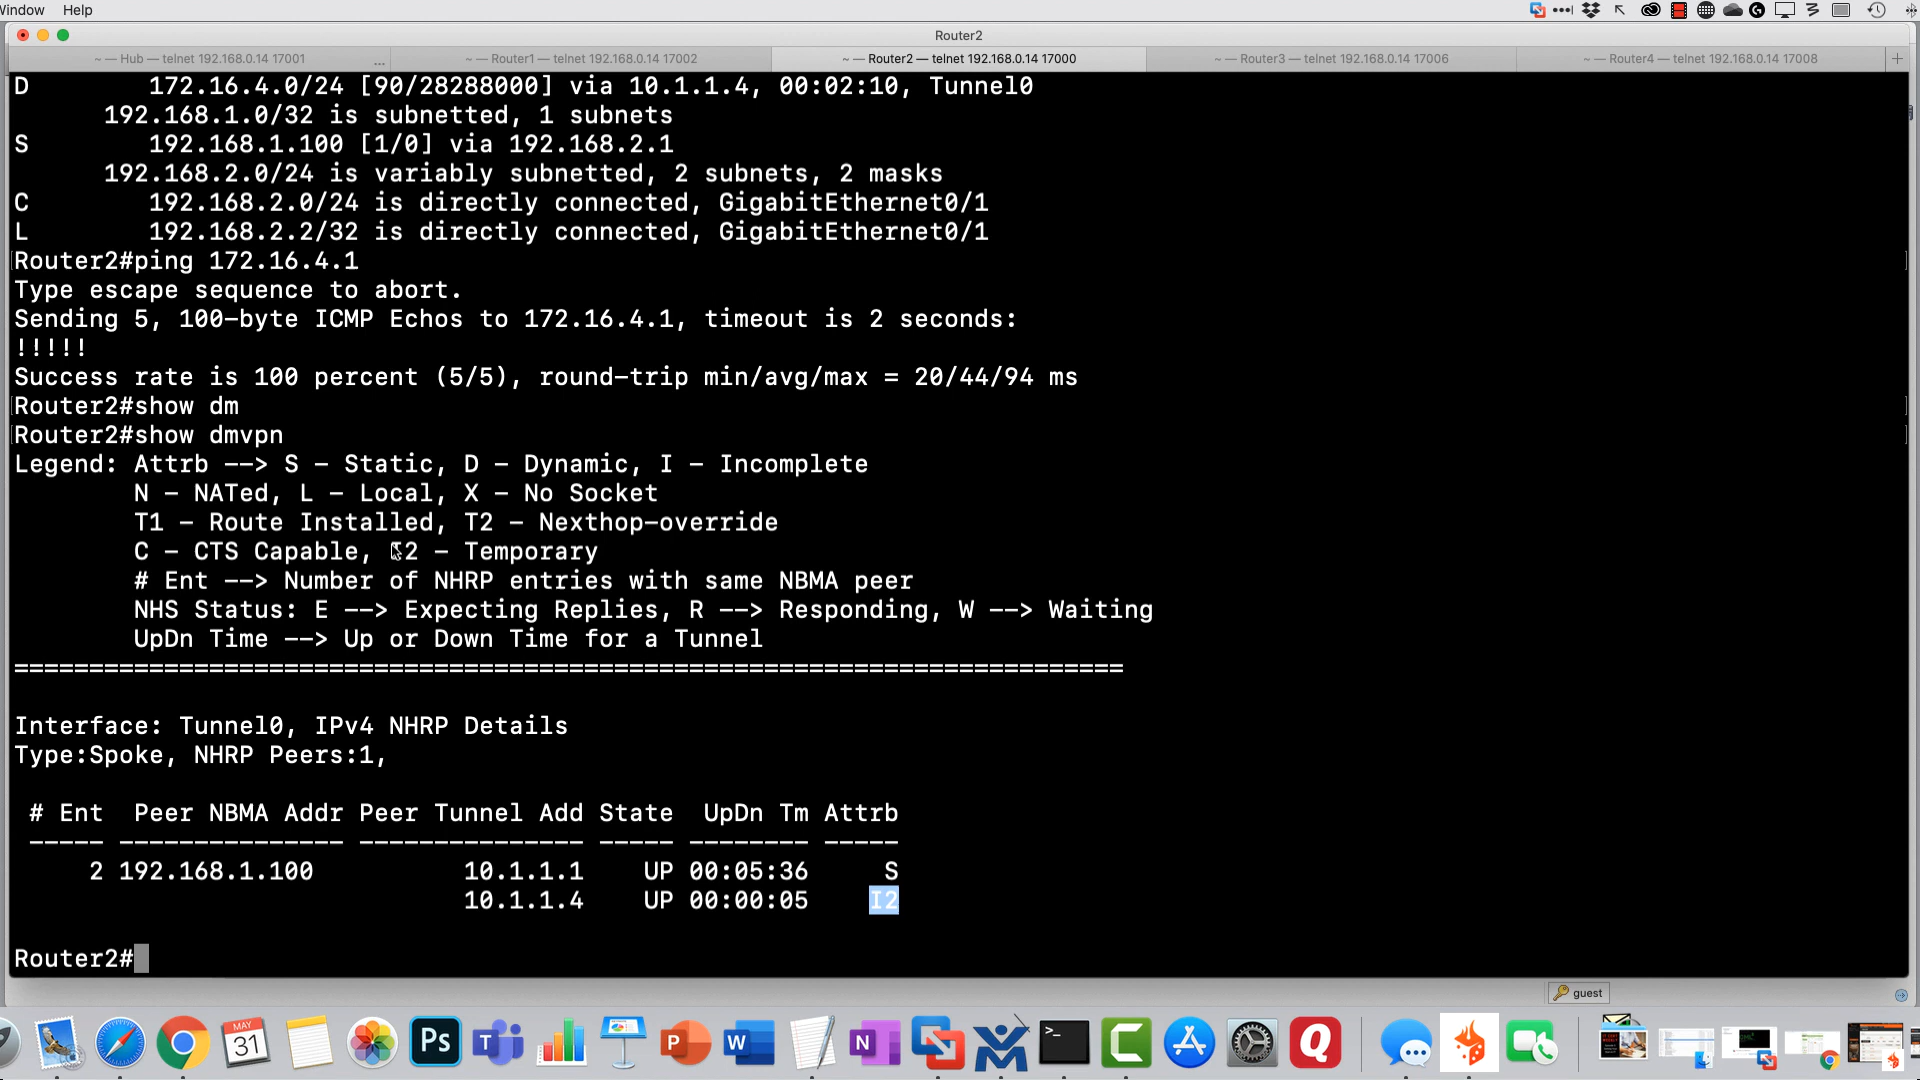 Window Help
Router2
~ — Hub — telnet 192.168.0.14 17001 ...
~ — Router1 — telnet 192.168.0.14 17002
~ — Router2 — telnet 192.168.0.14 17000
~ — Router3 — telnet 192.168.0.14 17006
~ — Router4 — telnet 192.168.0.14 17008
D 172.16.4.0/24 [90/28288000] via 10.1.1.4, 00:02:10, Tunnel0
192.168.1.0/32 is subnetted, 1 subnets
S 192.168.1.100 [1/0] via 192.168.2.1
192.168.2.0/24 is variably subnetted, 2 subnets, 2 masks
C 192.168.2.0/24 is directly connected, GigabitEthernet0/1
L 192.168.2.2/32 is directly connected, GigabitEthernet0/1
Router2#ping 172.16.4.1
Type escape sequence to abort.
Sending 5, 100-byte ICMP Echos to 172.16.4.1, timeout is 2 seconds:
!!!!!
Success rate is 100 percent (5/5), round-trip min/avg/max = 20/44/94 ms
Router2#show dm
Router2#show dmvpn
Legend: Attrb --> S - Static, D - Dynamic, I - Incomplete
N - NATed, L - Local, X - No Socket
T1 - Route Installed, T2 - Nexthop-override
C - CTS Capable, I2 - Temporary
# Ent --> Number of NHRP entries with same NBMA peer
NHS Status: E --> Expecting Replies, R --> Responding, W --> Waiting
UpDn Time --> Up or Down Time for a Tunnel
==========================================================================
Interface: Tunnel0, IPv4 NHRP Details
Type:Spoke, NHRP Peers:1,
# Ent Peer NBMA Addr Peer Tunnel Add State UpDn Tm Attrb
----- --------------- --------------- ----- -------- -----
2 192.168.1.100 10.1.1.1 UP 00:05:36 S
10.1.1.4 UP 00:00:05 I2
Router2#
guest
MAY
31
Ps
T
P
W
N
>_
C
Q